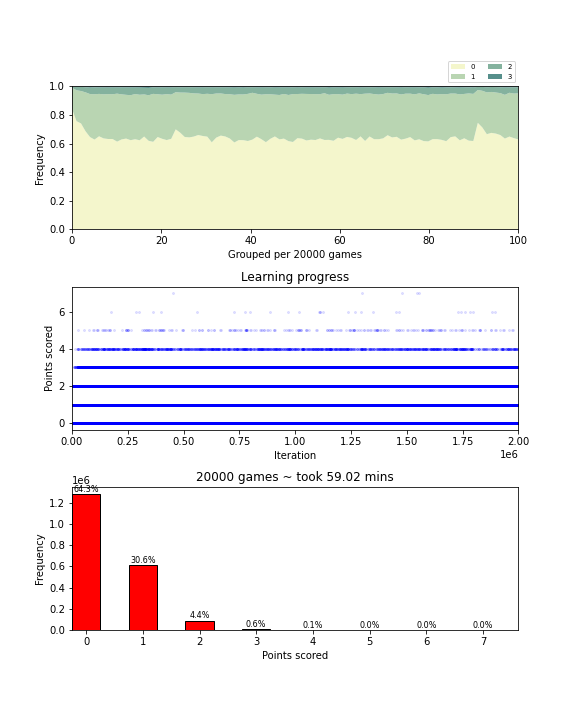 0 2
1 3
1.0
0.8
0.6
0.4
0.2
0.0
Frequency
0 20 40 60 80 100
Grouped per 20000 games
Learning progress
6
4
2
0
Points scored
0.00 0.25 0.50 0.75 1.00 1.25 1.50 1.75 2.00
1e6
Iteration
20000 games ~ took 59.02 mins
1e6
1.2
1.0
0.8
0.6
0.4
0.2
0.0
Frequency
64.3% 30.6% 4.4% 0.6% 0.1% 0.0% 0.0% 0.0%
0 1 2 3 4 5 6 7
Points scored